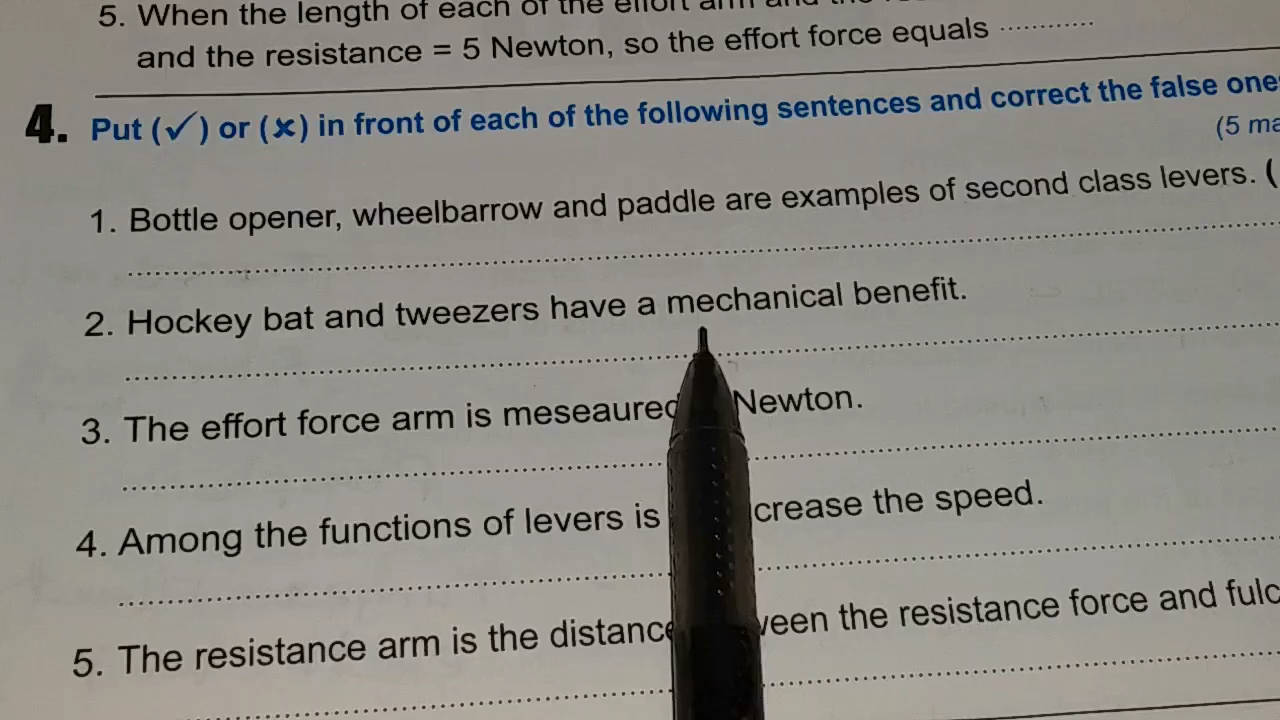 5. When the length of each of the effort arm and the
and the resistance = 5 Newton, so the effort force equals ............
4. Put (✓) or (×) in front of each of the following sentences and correct the false
(5
1. Bottle opener, wheelbarrow and paddle are examples of second class levers. (
2. Hockey bat and tweezers have a mechanical benefit.
3. The effort force arm is meseaured Newton.
4. Among the functions of levers is crease the speed.
5. The resistance arm is the distance the resistance force and